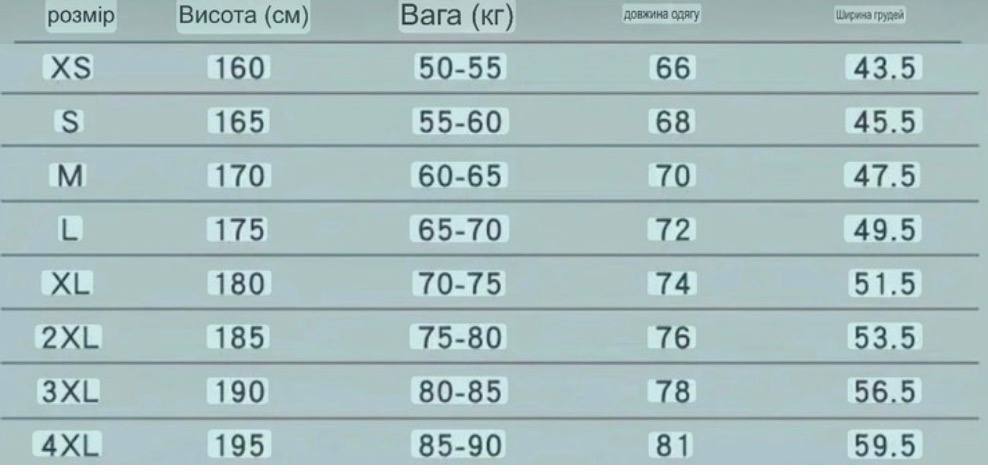 розмір Висота (см) Вага (кг) довжина одягу Ширина грудей
XS 160 50-55 66 43.5
S 165 55-60 68 45.5
M 170 60-65 70 47.5
L 175 65-70 72 49.5
XL 180 70-75 74 51.5
2XL 185 75-80 76 53.5
3XL 190 80-85 78 56.5
4XL 195 85-90 81 59.5